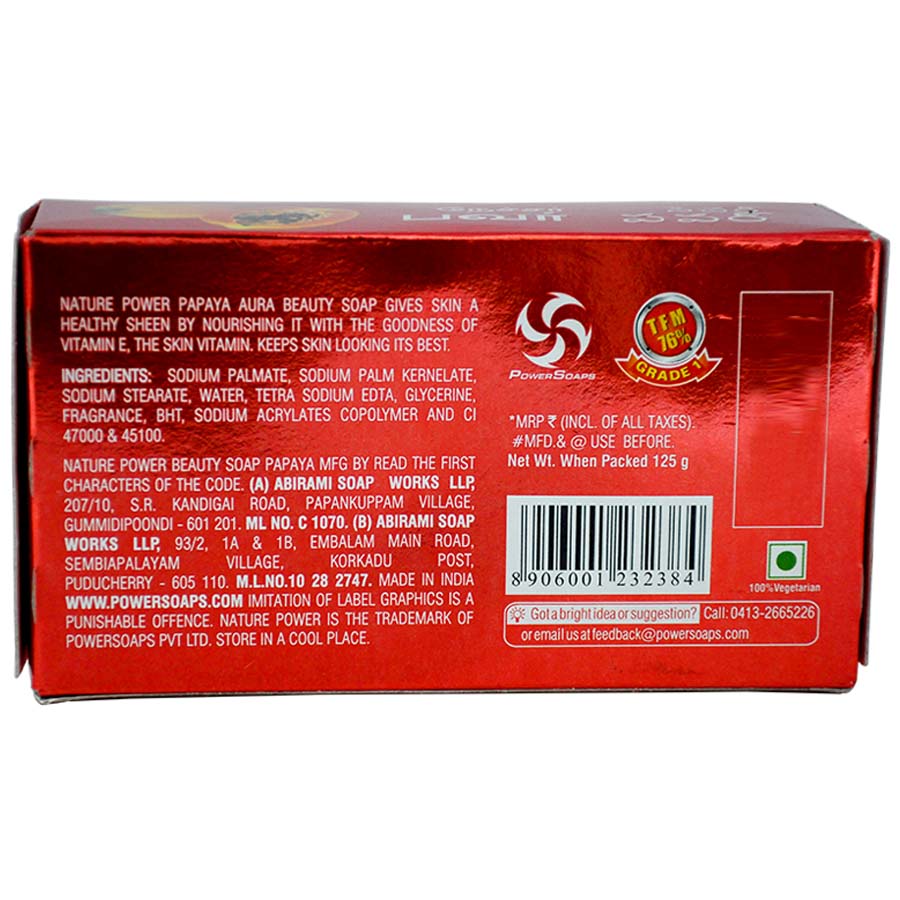 NATURE POWER PAPAYA AURA BEAUTY SOAP GIVES SKIN A
HEALTHY SHEEN BY NOURISHING IT WITH THE GOODNESS OF
VITAMIN E, THE SKIN VITAMIN. KEEPS SKIN LOOKING ITS BEST.
INGREDIENTS: SODIUM PALMATE, SODIUM PALM KERNELATE,
SODIUM STEARATE, WATER, TETRA SODIUM EDTA, GLYCERINE,
FRAGRANCE, BHT, SODIUM ACRYLATES COPOLYMER AND CI
47000 & 45100.
NATURE POWER BEAUTY SOAP PAPAYA MFG BY READ THE FIRST
CHARACTERS OF THE CODE. (A) ABIRAMI SOAP WORKS LLP,
207/10, S.R. KANDIGAI ROAD, PAPANKUPPAM VILLAGE,
GUMMIDIPOONDI - 601 201. ML NO. C 1070. (B) ABIRAMI SOAP
WORKS LLP, 93/2, 1A & 1B, EMBALAM MAIN ROAD,
SEMBIAPALAYAM VILLAGE, KORKADU POST,
PUDUCHERRY - 605 110. M.L.NO.10 28 2747. MADE IN INDIA
WWW.POWERSOAPS.COM IMITATION OF LABEL GRAPHICS IS A
PUNISHABLE OFFENCE. NATURE POWER IS THE TRADEMARK OF
POWERSOAPS PVT LTD. STORE IN A COOL PLACE.
POWERSOAPS
T.F.M
76%
GRADE 1
*MRP ₹ (INCL. OF ALL TAXES).
#MFD.& @ USE BEFORE.
Net Wt. When Packed 125 g
8 906001 232384
100% Vegetarian
Got a bright idea or suggestion? Call: 0413-2665226
or email us at feedback@powersoaps.com